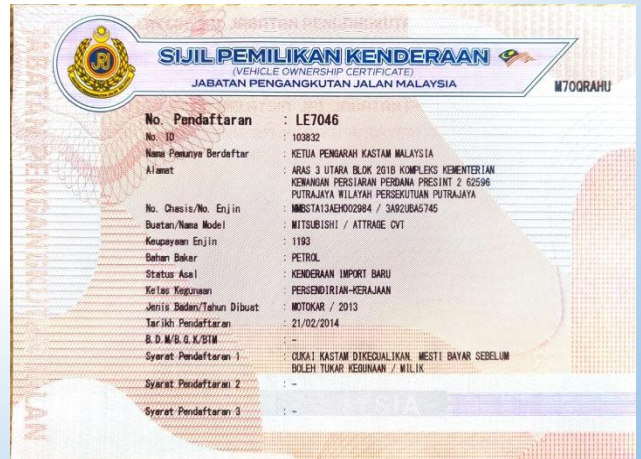 SIJIL PEMILIKAN KENDERAAN
(VEHICLE OWNERSHIP CERTIFICATE)
JABATAN PENGANGKUTAN JALAN MALAYSIA
M70QRAHU
No. Pendaftaran : LE7046
No. ID : 103832
Nama Pemunya Berdaftar : KETUA PENGARAH KASTAM MALAYSIA
Alamat : ARAS 3 UTARA BLOK 2G1B KOMPLEKS KEMENTERIAN
KEWANGAN PERSIARAN PERDANA PRESINT 2 62596
PUTRAJAYA WILAYAH PERSEKUTUAN PUTRAJAYA
No. Chasis/No. Enjin : MMBSTA13AEH002984 / 3A92UBA5745
Buatan/Nama Model : MITSUBISHI / ATTRAGE CVT
Keupayaan Enjin : 1193
Bahan Bakar : PETROL
Status Asal : KENDERAAN IMPORT BARU
Kelas Kegunaan : PERSENDIRIAN-KERAJAAN
Jenis Badan/Tahun Dibuat : MOTOKAR / 2013
Tarikh Pendaftaran : 21/02/2014
B.D.M/B.G.K/BTM : -
Syarat Pendaftaran 1 : CUKAI KASTAM DIKECUALIKAN. MESTI BAYAR SEBELUM
BOLEH TUKAR KEGUNAAN / MILIK
Syarat Pendaftaran 2 : -
Syarat Pendaftaran 3 : -